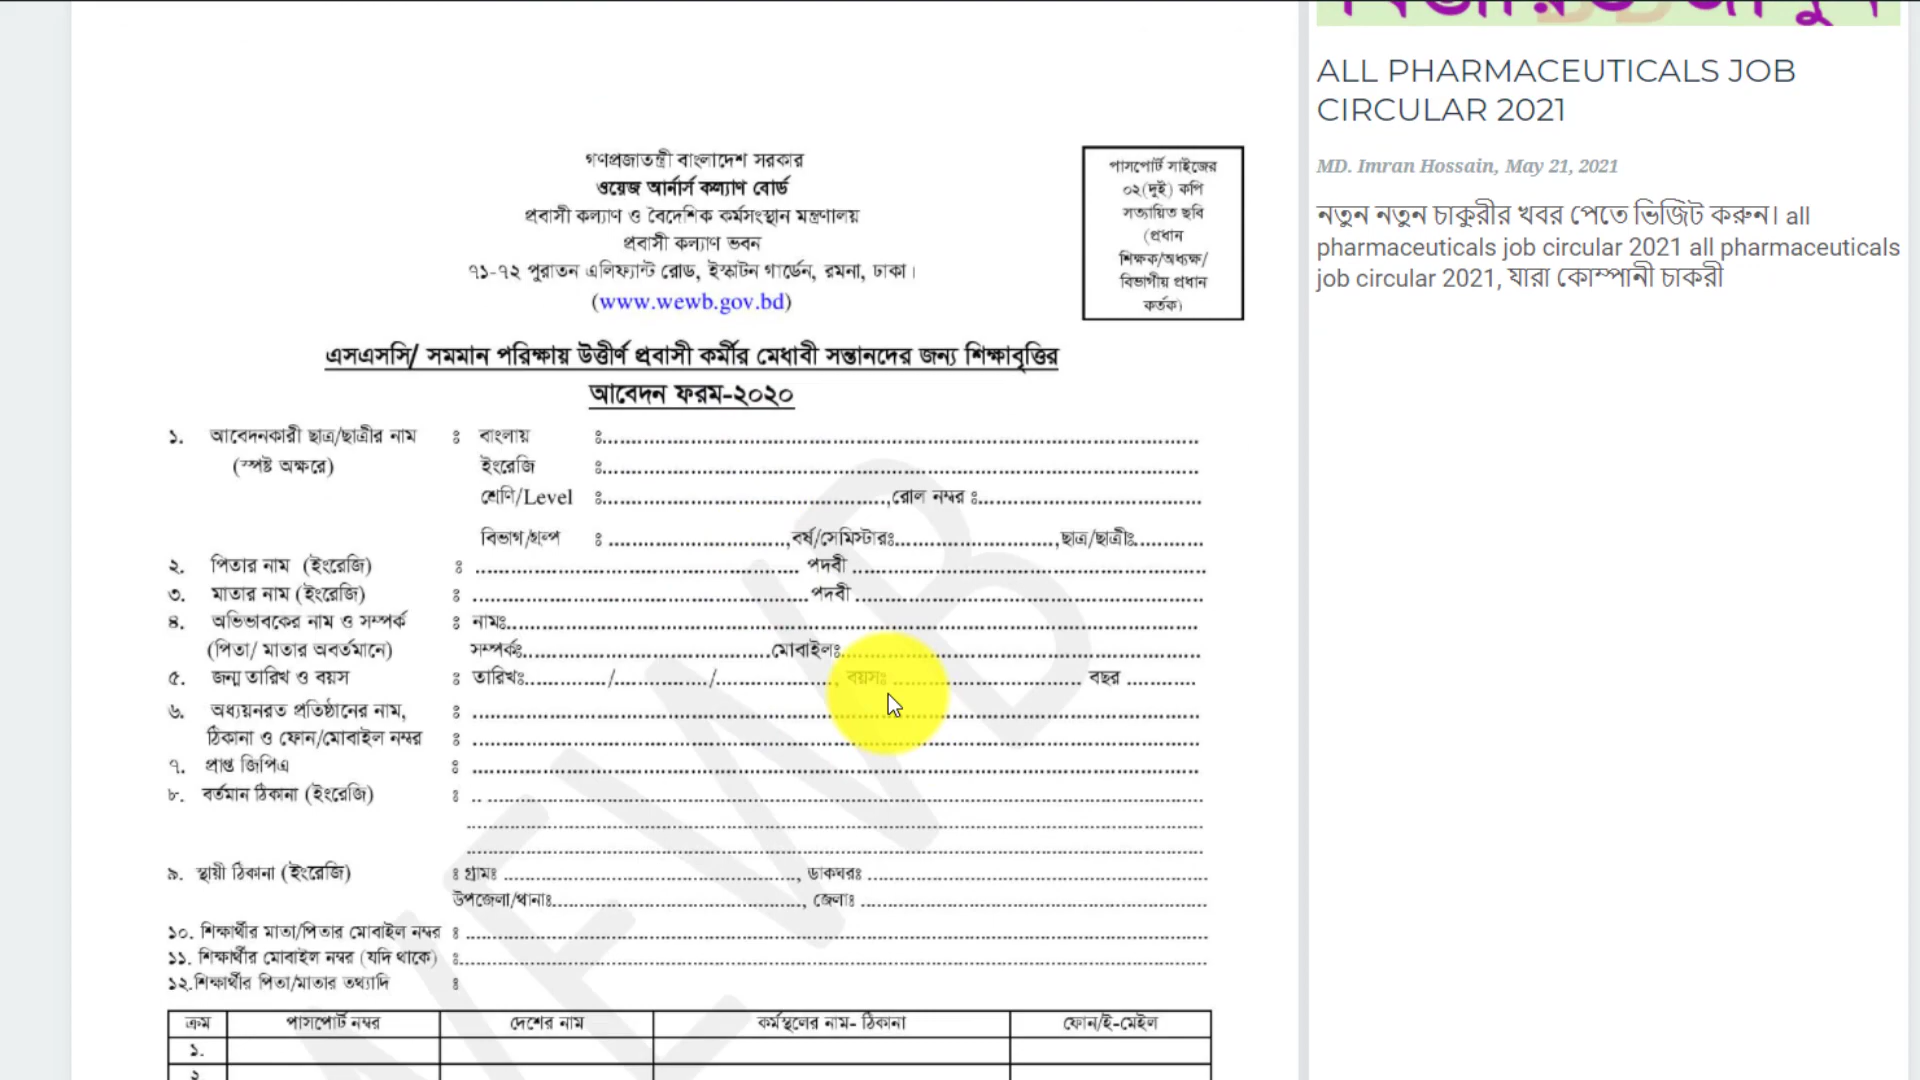 গণপ্রজাতন্ত্রী বাংলাদেশ সরকার
ওয়েজ আর্নার্স কল্যাণ বোর্ড
প্রবাসী কল্যাণ ও বৈদেশিক কর্মসংস্থান মন্ত্রণালয়
প্রবাসী কল্যাণ ভবন
৭১-৭২ পুরাতন এলিফ্যান্ট রোড, ইস্কাটন গার্ডেন, রমনা, ঢাকা।
(www.wewb.gov.bd)
পাসপোর্ট সাইজের
০২(দুই) কপি
সত্যায়িত ছবি
(প্রধান
শিক্ষক/অধ্যক্ষ/
বিভাগীয় প্রধান
কর্তৃক)
এসএসসি/ সমমান পরিক্ষায় উত্তীর্ণ প্রবাসী কর্মীর মেধাবী সন্তানদের জন্য শিক্ষাবৃত্তির
আবেদন ফরম-২০২০
১. আবেদনকারী ছাত্র/ছাত্রীর নাম ঃ বাংলায় ঃ
(স্পষ্ট অক্ষরে) ইংরেজি ঃ
শ্রেণি/Level ঃ ,রোল নম্বর ঃ
বিভাগ/গ্রুপ ঃ ,বর্ষ/সেমিস্টারঃ ,ছাত্র/ছাত্রীঃ
২. পিতার নাম (ইংরেজি) ঃ পদবী
৩. মাতার নাম (ইংরেজি) ঃ পদবী
৪. অভিভাবকের নাম ও সম্পর্ক ঃ নামঃ
(পিতা/ মাতার অবর্তমানে) সম্পর্কঃ মোবাইলঃ
৫. জন্ম তারিখ ও বয়স ঃ তারিখঃ / / , বয়সঃ বছর
৬. অধ্যয়নরত প্রতিষ্ঠানের নাম, ঃ
ঠিকানা ও ফোন/মোবাইল নম্বর ঃ
৭. প্রাপ্ত জিপিএ ঃ
৮. বর্তমান ঠিকানা (ইংরেজি) ঃ
৯. স্থায়ী ঠিকানা (ইংরেজি) ঃ গ্রামঃ , ডাকঘরঃ
উপজেলা/থানাঃ , জেলাঃ
১০. শিক্ষার্থীর মাতা/পিতার মোবাইল নম্বর ঃ
১১. শিক্ষার্থীর মোবাইল নম্বর (যদি থাকে) ঃ
১২.শিক্ষার্থীর পিতা/মাতার তথ্যাদি ঃ
ক্রম পাসপোর্ট নম্বর দেশের নাম কর্মস্থলের নাম- ঠিকানা ফোন/ই-মেইল
১.
২.
WEWB
ALL PHARMACEUTICALS JOB
CIRCULAR 2021
MD. Imran Hossain, May 21, 2021
নতুন নতুন চাকুরীর খবর পেতে ভিজিট করুন। all
pharmaceuticals job circular 2021 all pharmaceuticals
job circular 2021, যারা কোম্পানী চাকরী